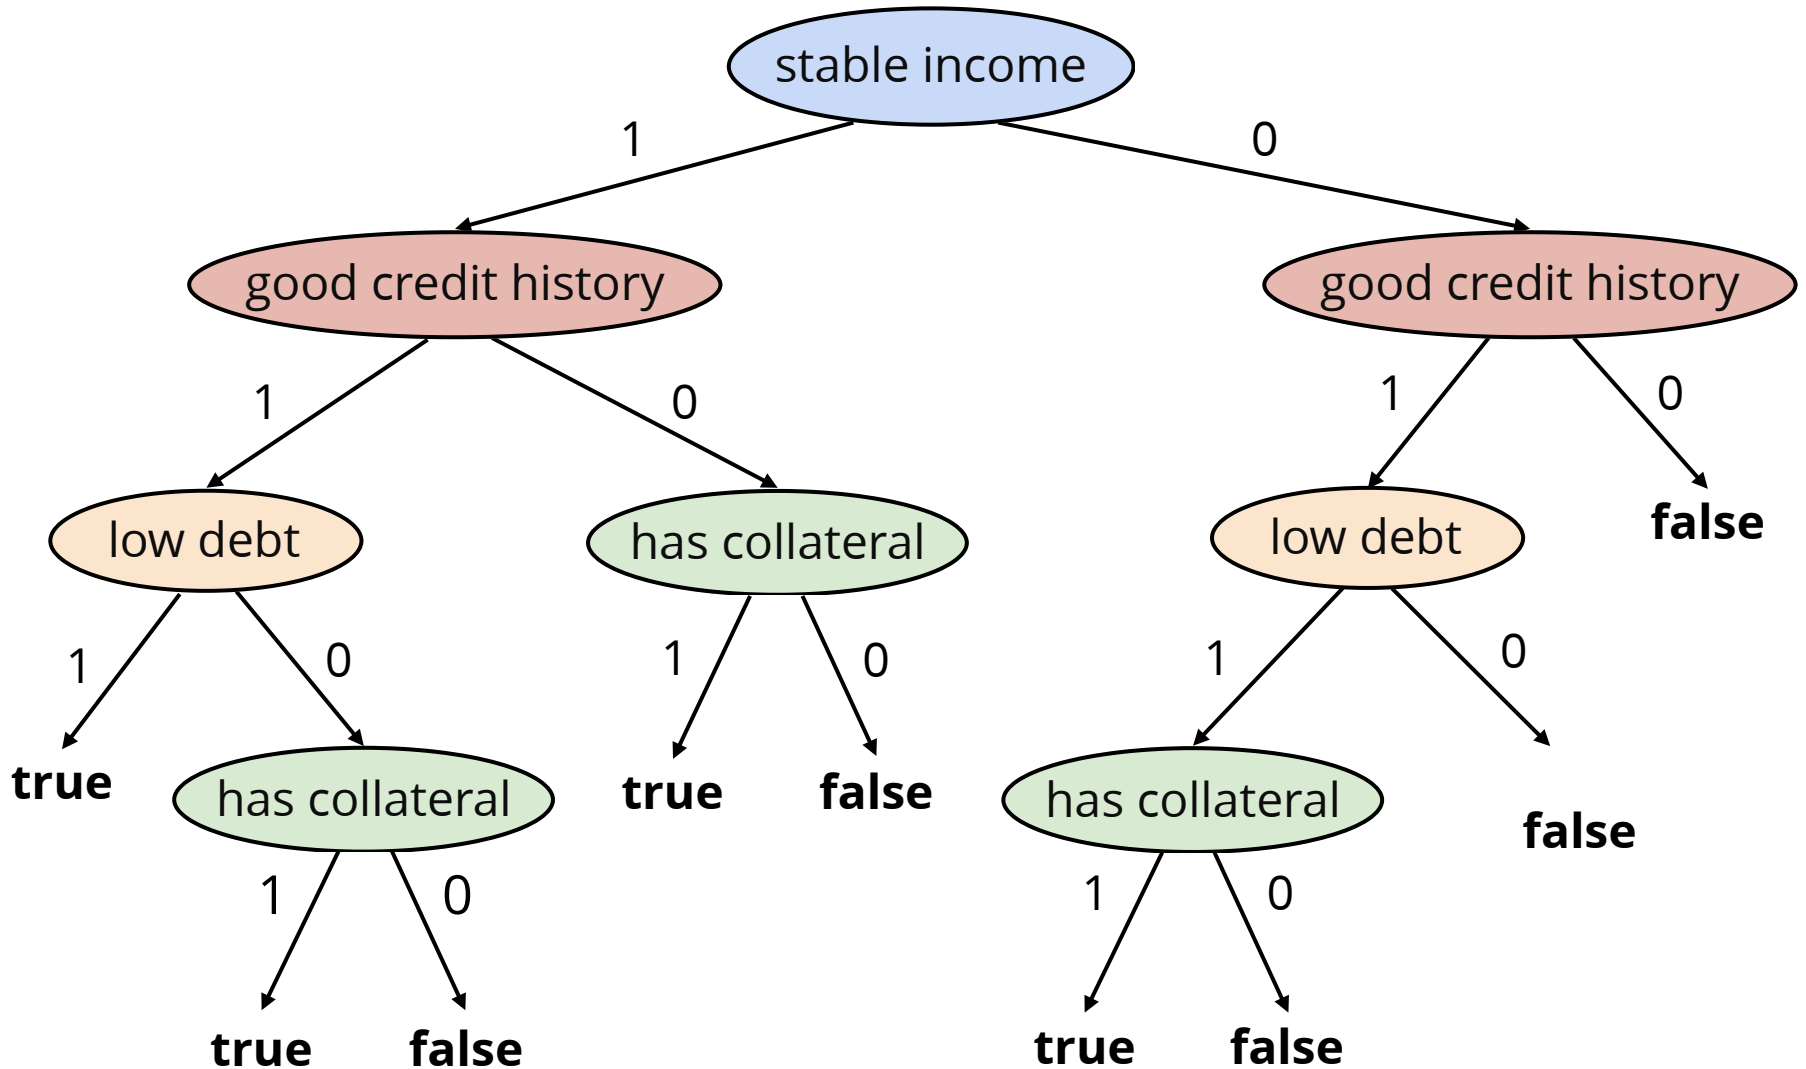 stable income
1
0
good credit history
good credit history
1
0
1
0
low debt
has collateral
low debt
false
1
0
1
0
1
0
true
has collateral
true
false
has collateral
false
1
0
1
0
true
false
true
false